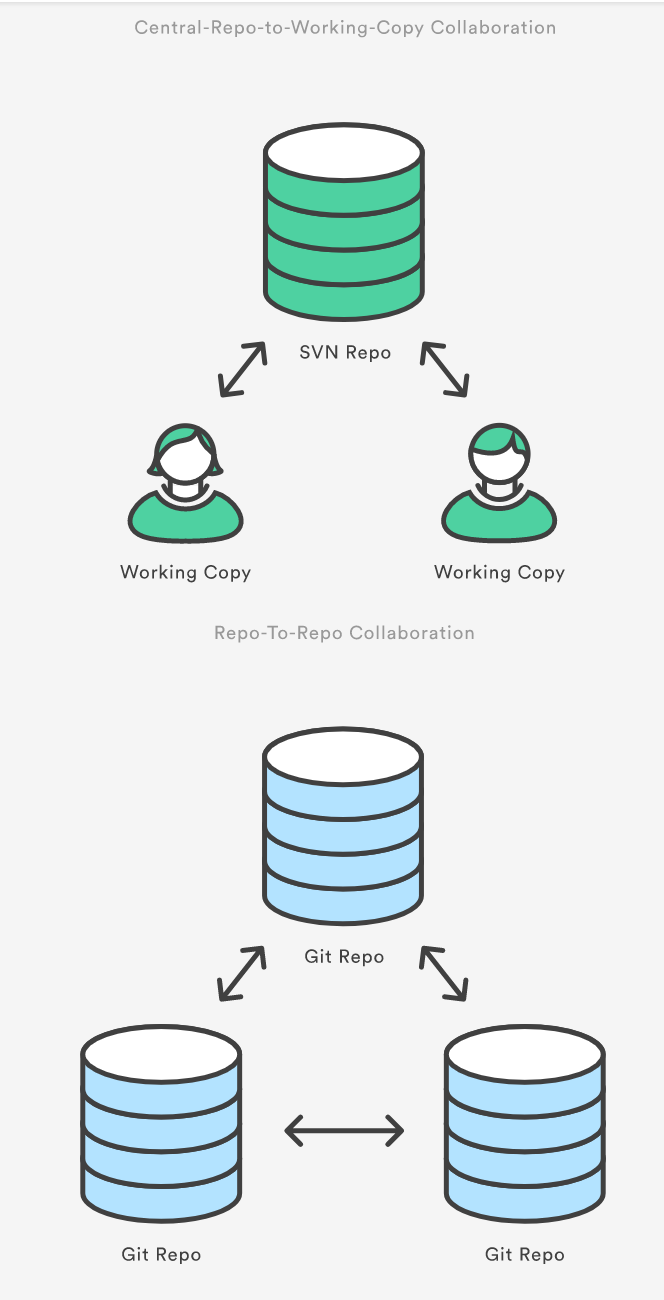 Central-Repo-to-Working-Copy Collaboration
SVN Repo
Working Copy
Working Copy
Repo-To-Repo Collaboration
Git Repo
Git Repo
Git Repo